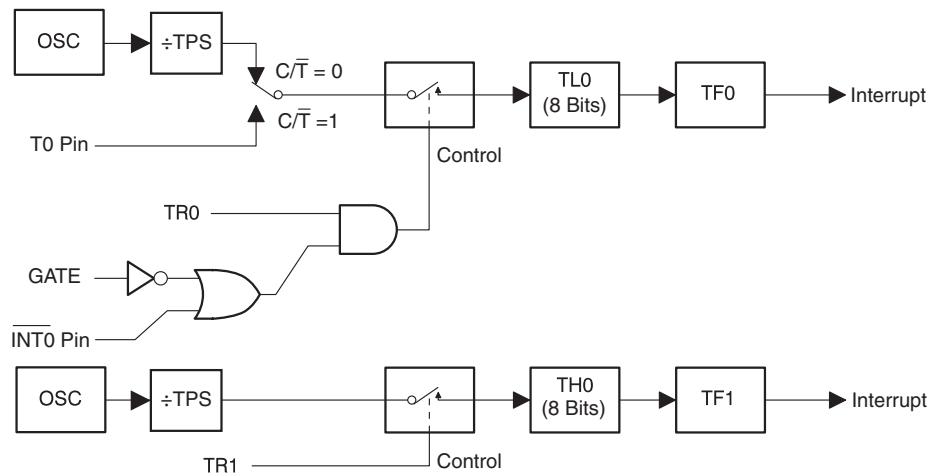 OSC
÷TPS
C/T̅ = 0
C/T̅ =1
T0 Pin
TL0
(8 Bits)
TF0
Interrupt
Control
TR0
GATE
I̅N̅T̅0̅ Pin
OSC
÷TPS
TH0
(8 Bits)
TF1
Interrupt
TR1
Control